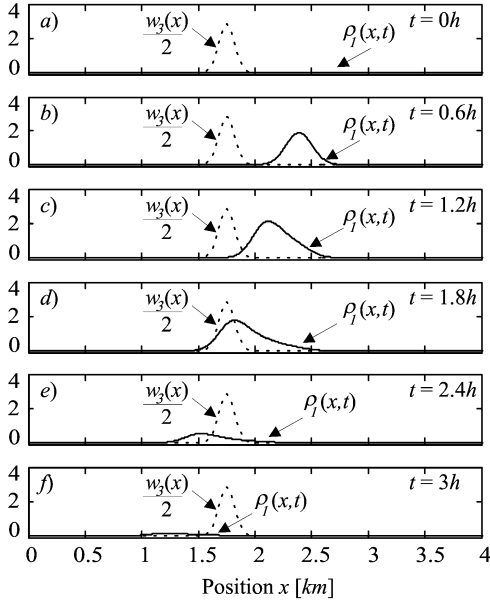 4
2
0
a)
w3(x)
2
ρ1(x,t)
t = 0h
4
2
0
b)
w3(x)
2
ρ1(x,t)
t = 0.6h
4
2
0
c)
w3(x)
2
ρ1(x,t)
t = 1.2h
4
2
0
d)
w3(x)
2
ρ1(x,t)
t = 1.8h
4
2
0
e)
w3(x)
2
ρ1(x,t)
t = 2.4h
4
2
0
f)
w3(x)
2
ρ1(x,t)
t = 3h
0 0.5 1 1.5 2 2.5 3 3.5 4
Position x [km]